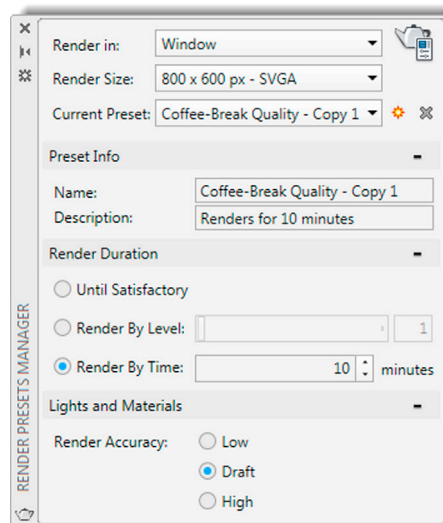 Render in: Window
Render Size: 800 x 600 px - SVGA
Current Preset: Coffee-Break Quality - Copy 1
Preset Info
Name: Coffee-Break Quality - Copy 1
Description: Renders for 10 minutes
Render Duration
Until Satisfactory
Render By Level: 1
Render By Time: 10 minutes
Lights and Materials
Render Accuracy: Low
Draft
High
RENDER PRESETS MANAGER